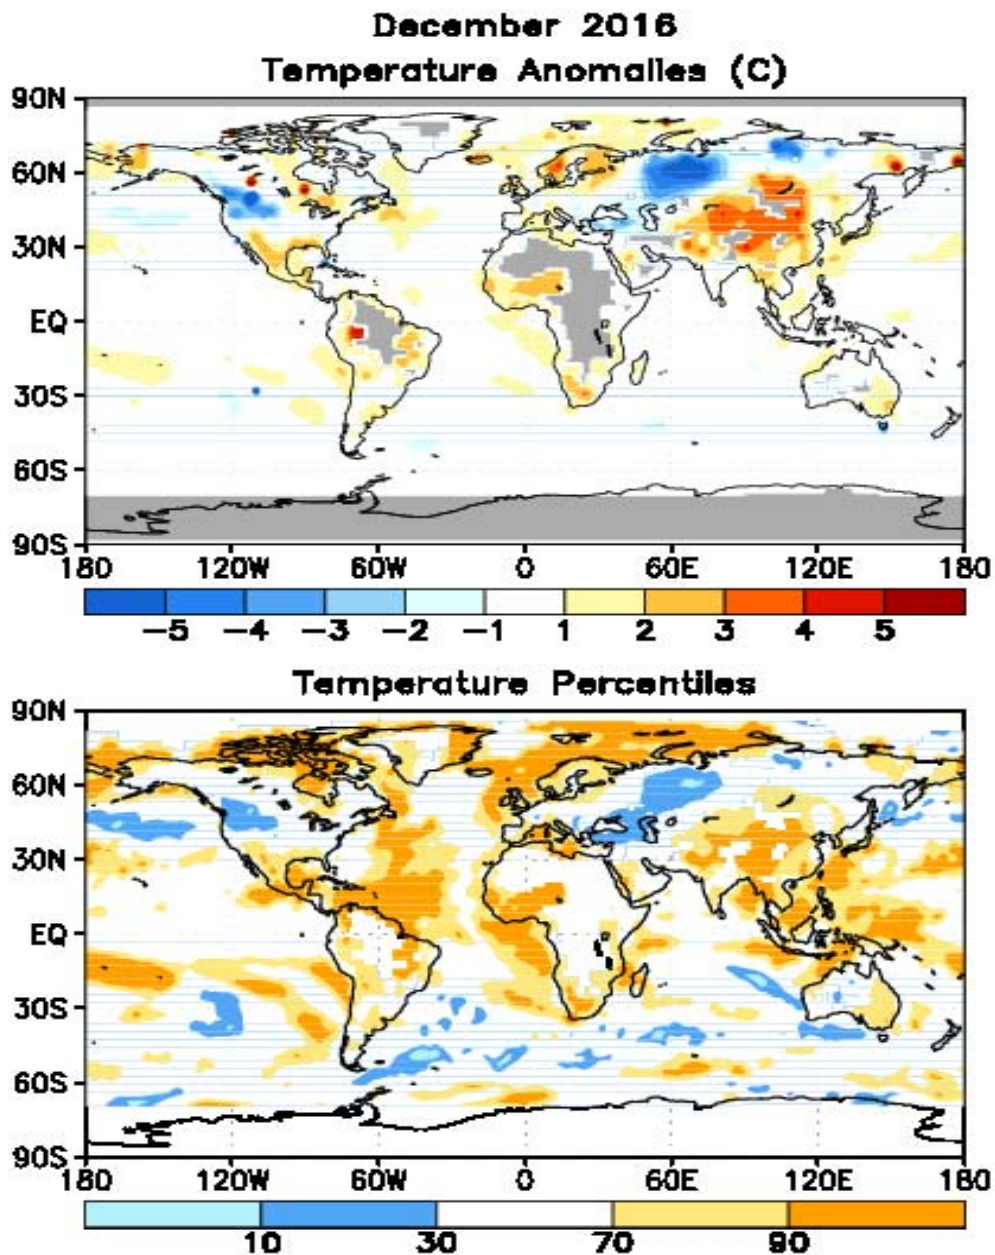 December 2016
Temperature Anomalies (C)
90N
60N
30N
EQ
30S
60S
90S
180 120W 60W 0 60E 120E 180
−5 −4 −3 −2 −1 1 2 3 4 5
Temperature Percentiles
90N
60N
30N
EQ
30S
60S
90S
180 120W 60W 0 60E 120E 180
10 30 70 90